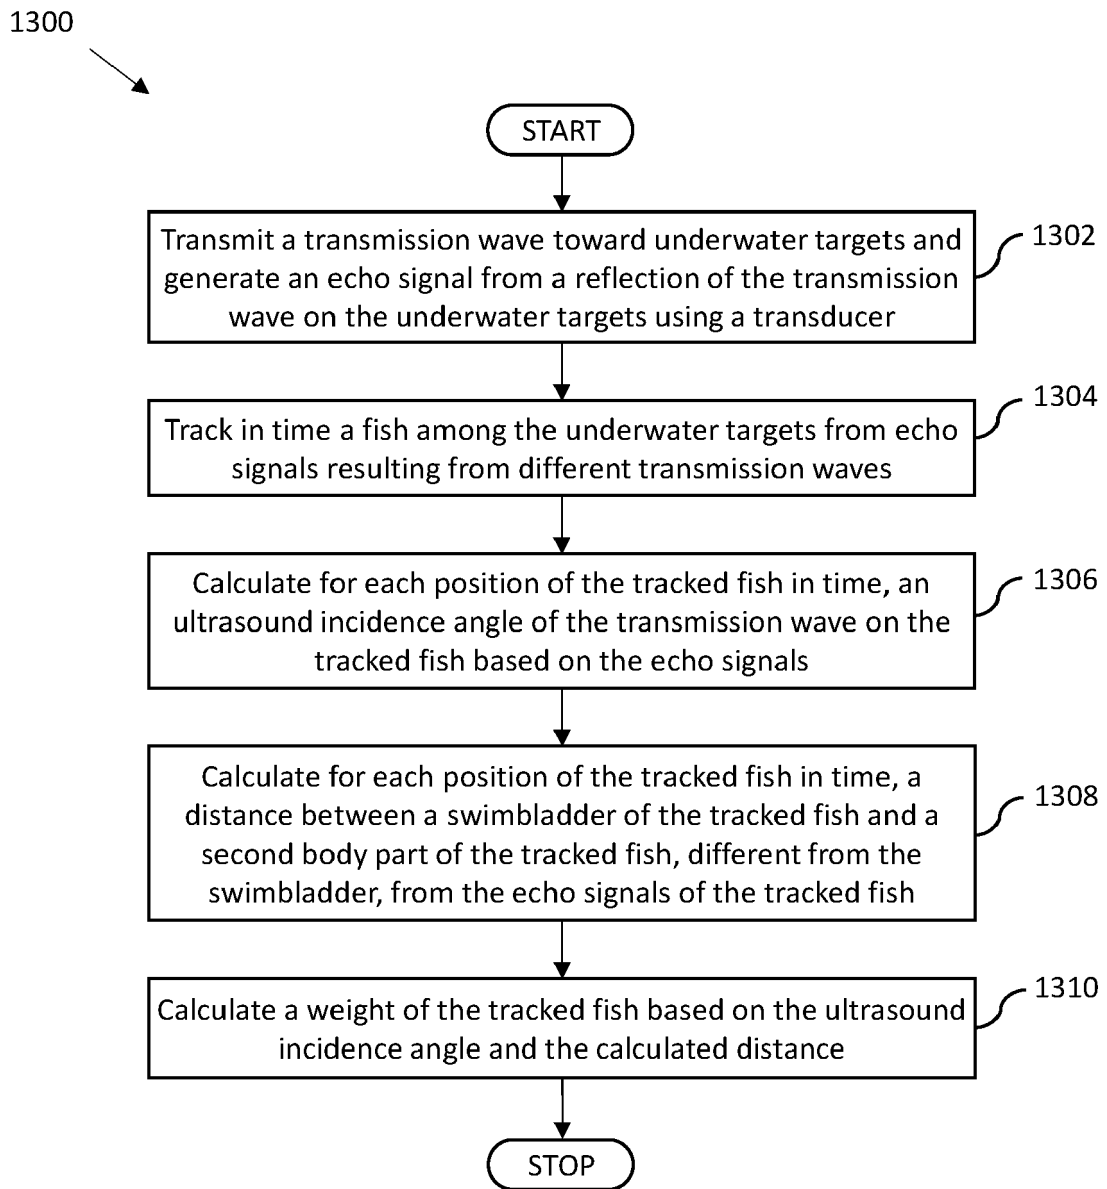 1300
START
Transmit a transmission wave toward underwater targets and
generate an echo signal from a reflection of the transmission
wave on the underwater targets using a transducer
1302
Track in time a fish among the underwater targets from echo
signals resulting from different transmission waves
1304
Calculate for each position of the tracked fish in time, an
ultrasound incidence angle of the transmission wave on the
tracked fish based on the echo signals
1306
Calculate for each position of the tracked fish in time, a
distance between a swimbladder of the tracked fish and a
second body part of the tracked fish, different from the
swimbladder, from the echo signals of the tracked fish
1308
Calculate a weight of the tracked fish based on the ultrasound
incidence angle and the calculated distance
1310
STOP